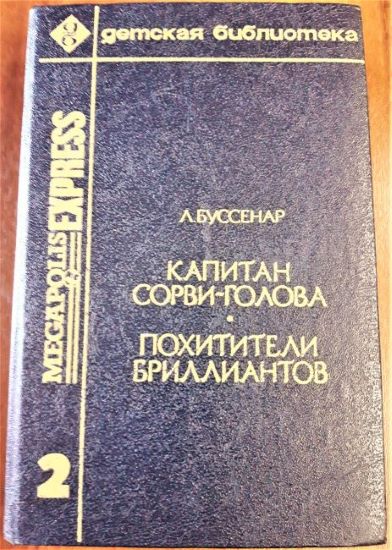 детская библиотека
MEGAPOLIS
EXPRESS
Л.БУССЕНАР
КАПИТАН
СОРВИ-ГОЛОВА
•
ПОХИТИТЕЛИ
БРИЛЛИАНТОВ
2